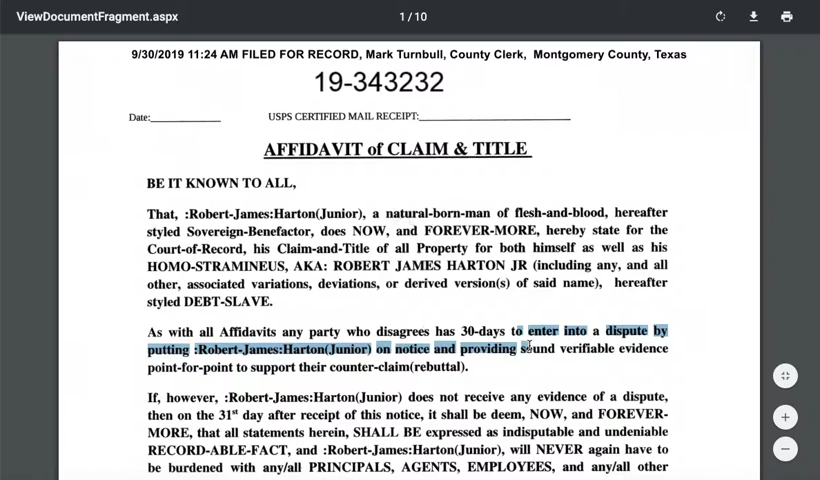 ViewDocumentFragment.aspx
1 / 10
9/30/2019 11:24 AM FILED FOR RECORD, Mark Turnbull, County Clerk, Montgomery County, Texas
19-343232
Date:___________ USPS CERTIFIED MAIL RECEIPT:________________________
AFFIDAVIT of CLAIM & TITLE
BE IT KNOWN TO ALL,
That, :Robert-James:Harton(Junior), a natural-born-man of flesh-and-blood, hereafter
styled Sovereign-Benefactor, does NOW, and FOREVER-MORE, hereby state for the
Court-of-Record, his Claim-and-Title of all Property for both himself as well as his
HOMO-STRAMINEUS, AKA: ROBERT JAMES HARTON JR (including any, and all
other, associated variations, deviations, or derived version(s) of said name), hereafter
styled DEBT-SLAVE.
As with all Affidavits any party who disagrees has 30-days to enter into a dispute by
putting :Robert-James:Harton(Junior) on notice and providing sound verifiable evidence
point-for-point to support their counter-claim(rebuttal).
If, however, :Robert-James:Harton(Junior) does not receive any evidence of a dispute,
then on the 31st day after receipt of this notice, it shall be deem, NOW, and FOREVER-
MORE, that all statements herein, SHALL BE expressed as indisputable and undeniable
RECORD-ABLE-FACT, and :Robert-James:Harton(Junior), will NEVER again have to
be burdened with any/all PRINCIPALS, AGENTS, EMPLOYEES, and any/all other